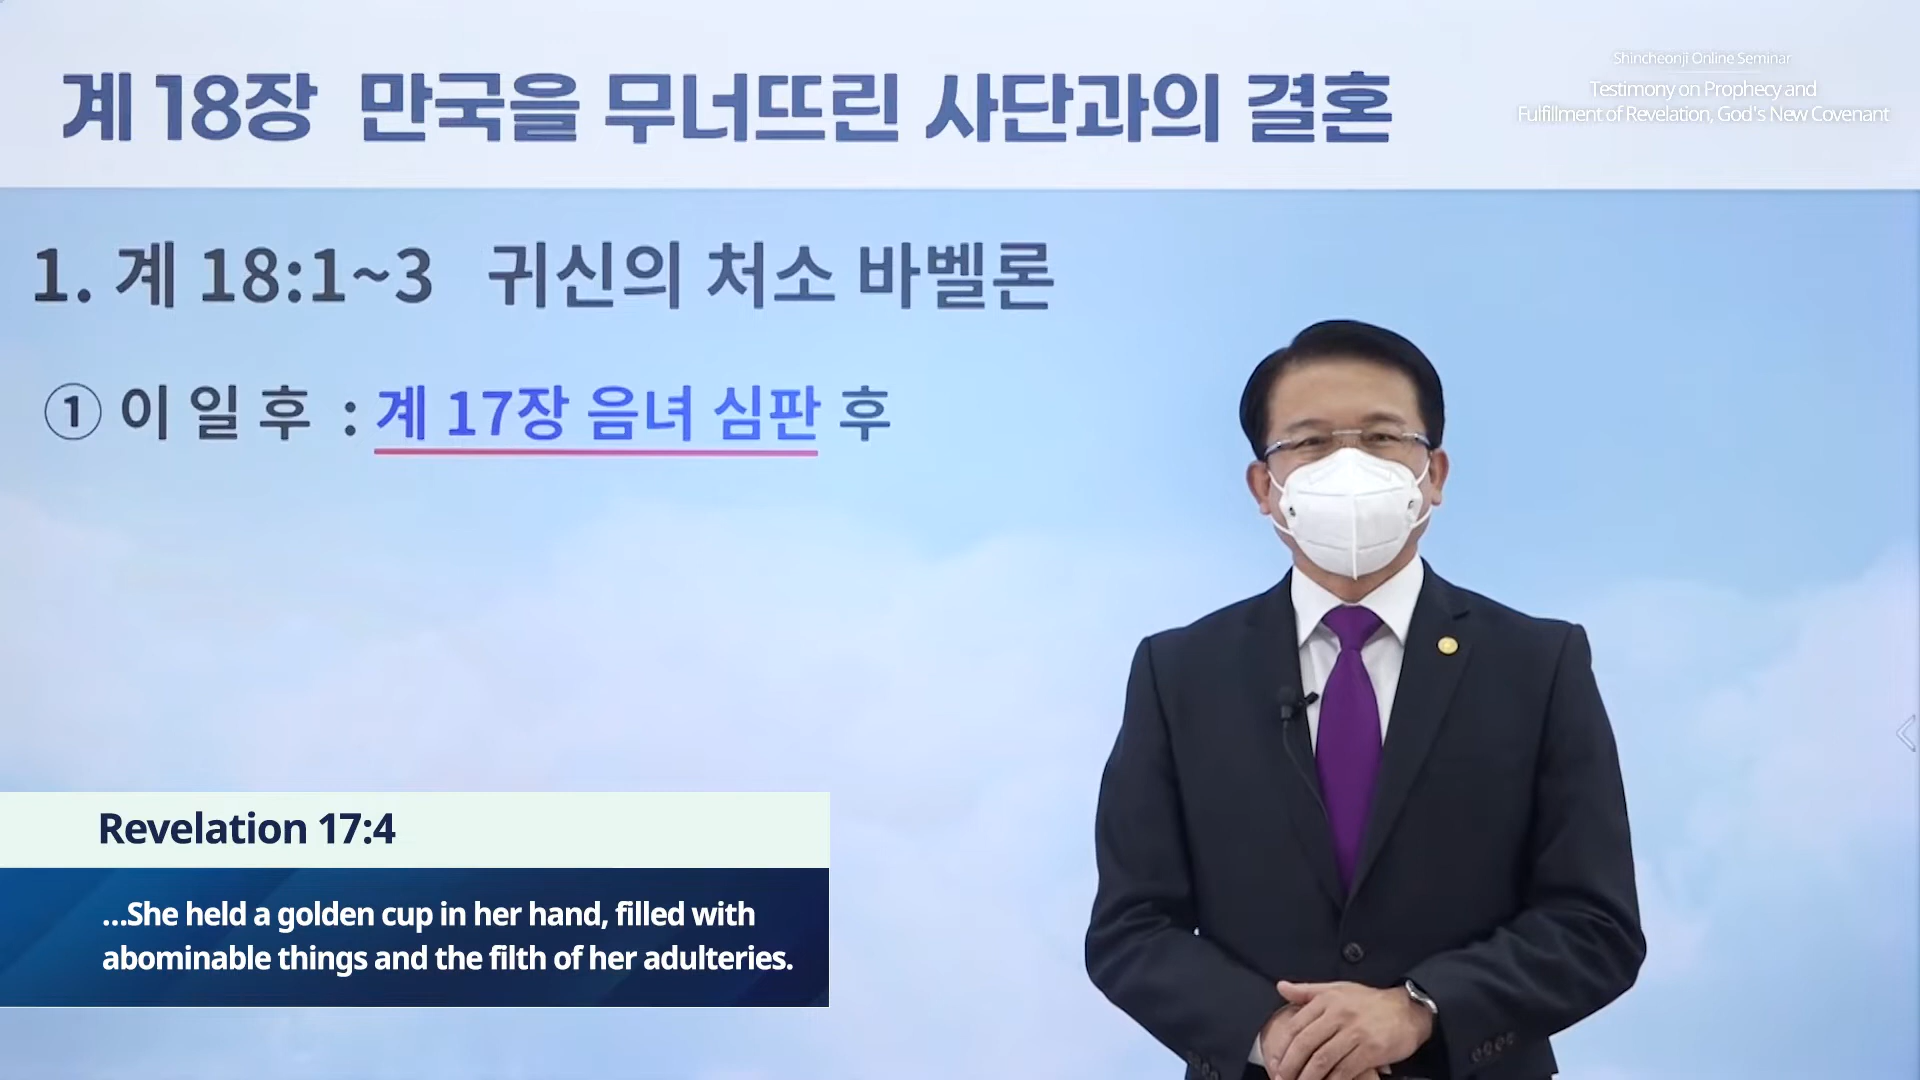 계 18장 만국을 무너뜨린 사단과의 결혼
Shincheonji Online Seminar
Testimony on Prophecy and
Fulfillment of Revelation, God's New Covenant
1. 계 18:1~3 귀신의 처소 바벨론
① 이 일 후 : 계 17장 음녀 심판 후
Revelation 17:4
...She held a golden cup in her hand, filled with
abominable things and the filth of her adulteries.